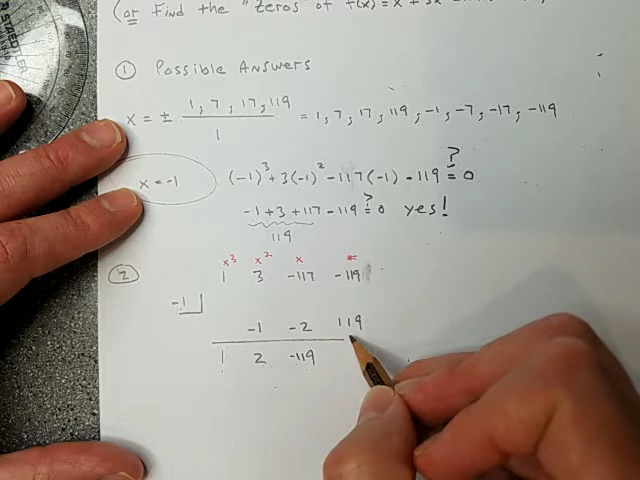 STAEDTLER
(or Find the "zeros" of f(x) = x + 3x
① Possible Answers
x = ± 1, 7, 17, 119 / 1 = 1, 7, 17, 119, -1, -7, -17, -119
x = -1 (-1)³ + 3(-1)² - 117(-1) - 119 ?= 0
-1 + 3 + 117 - 119 ?= 0 yes!
119
② x³ x² x #
1 3 -117 -119
-1
-1 -2 119
1 2 -119